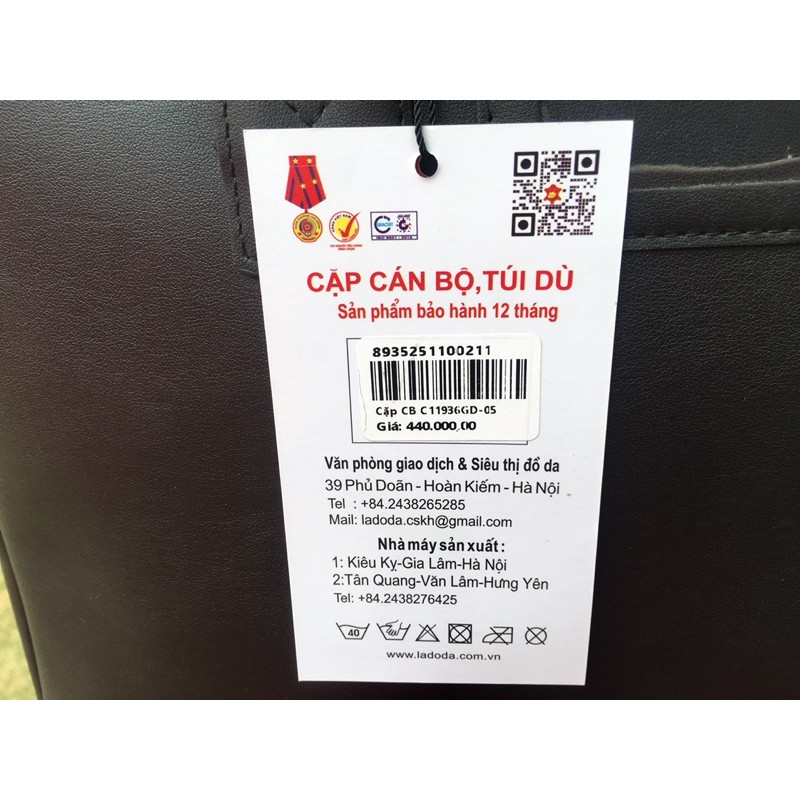 CẶP CÁN BỘ,TÚI DÙ
Sản phẩm bảo hành 12 tháng
8935251100211
Cặp CB C11936GD-05
Giá: 440.000,00
Văn phòng giao dịch & Siêu thị đồ da
39 Phủ Doãn - Hoàn Kiếm - Hà Nội
Tel : +84.2438265285
Mail: ladoda.cskh@gmail.com
Nhà máy sản xuất :
1: Kiêu Kỵ-Gia Lâm-Hà Nội
2:Tân Quang-Văn Lâm-Hưng Yên
Tel: +84.2438276425
40
www.ladoda.com.vn